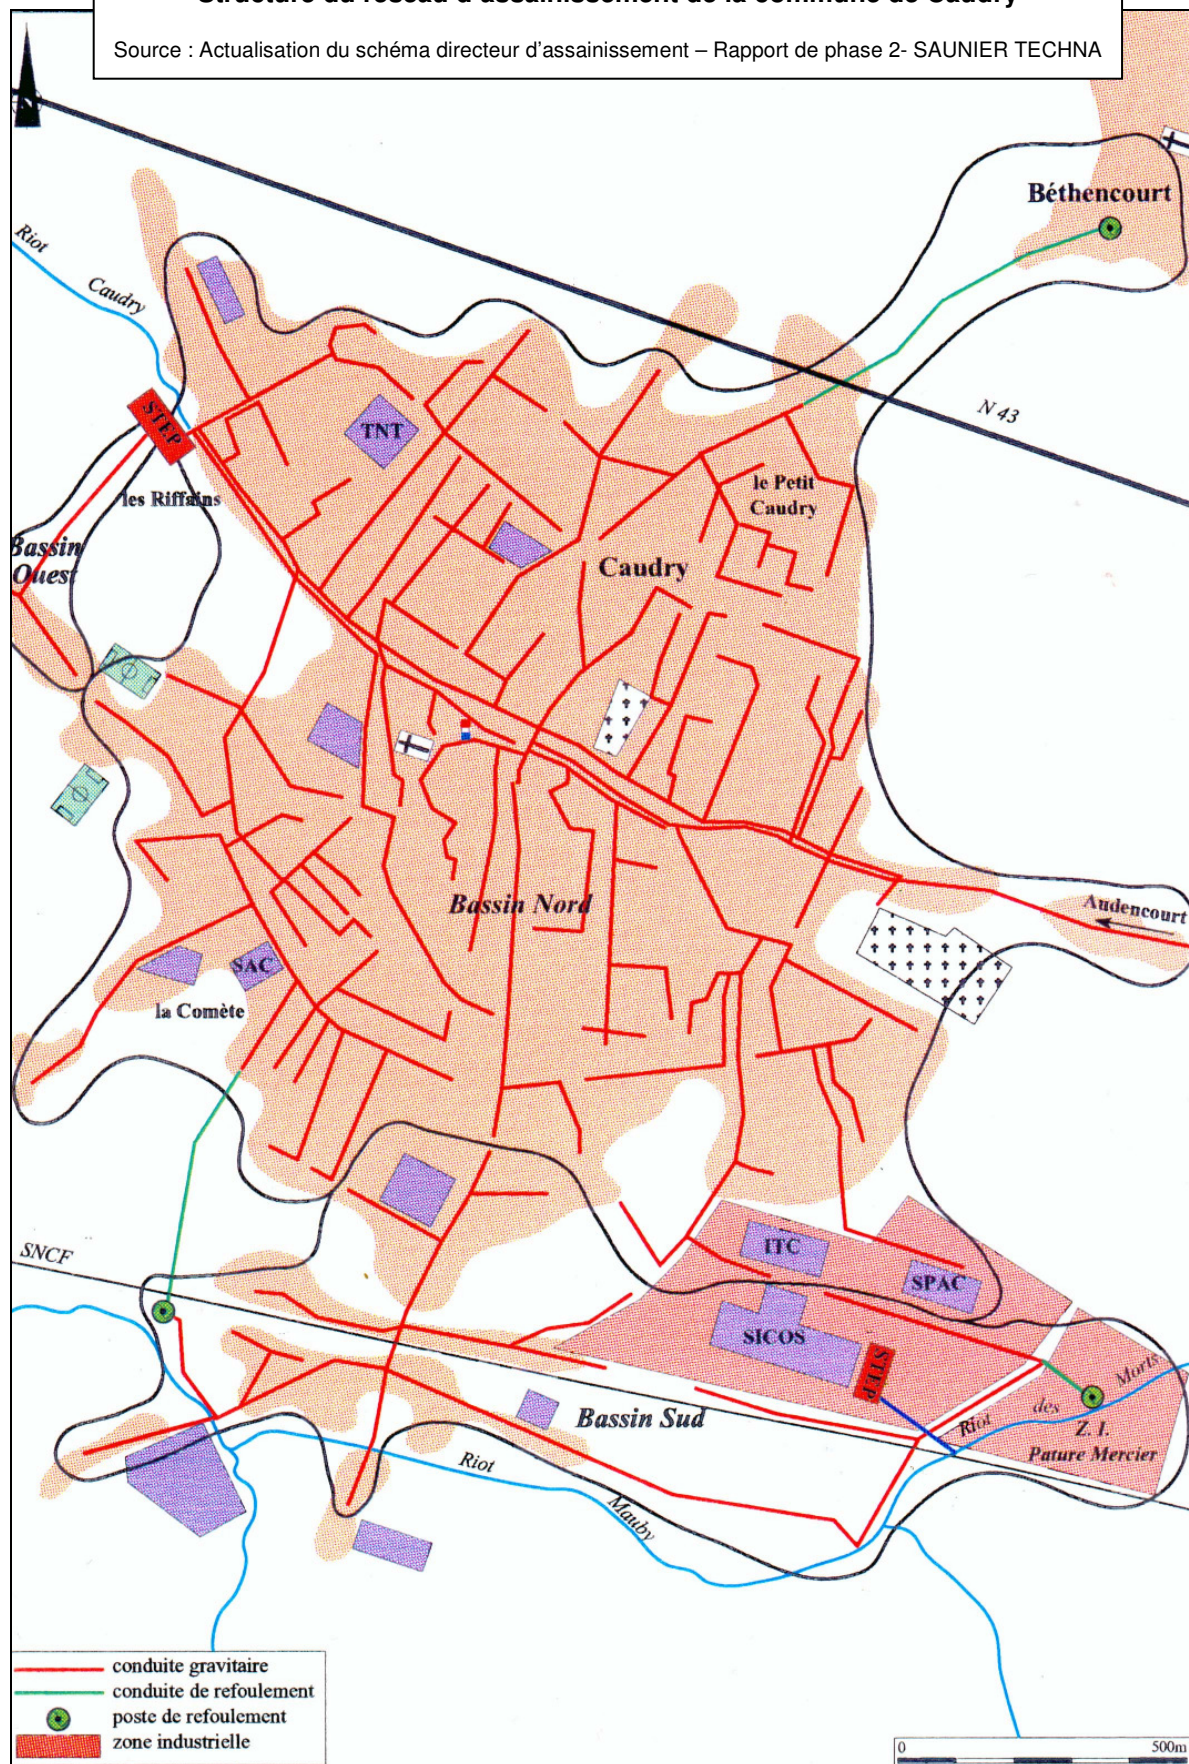 Structure du réseau d'assainissement de la commune de Caudry
Source : Actualisation du schéma directeur d'assainissement – Rapport de phase 2- SAUNIER TECHNA
N
Béthencourt
Riot
Caudry
N 43
STEP
TNT
les Riffains
le Petit
Caudry
Bassin
Ouest
Caudry
Bassin Nord
Audencourt
SAC
la Comète
SNCF
ITC
SPAC
SICOS
STEP
Riot
des
Morts
Z. I.
Pature Mercier
Bassin Sud
Riot
Mauby
conduite gravitaire
conduite de refoulement
poste de refoulement
zone industrielle
0
500m